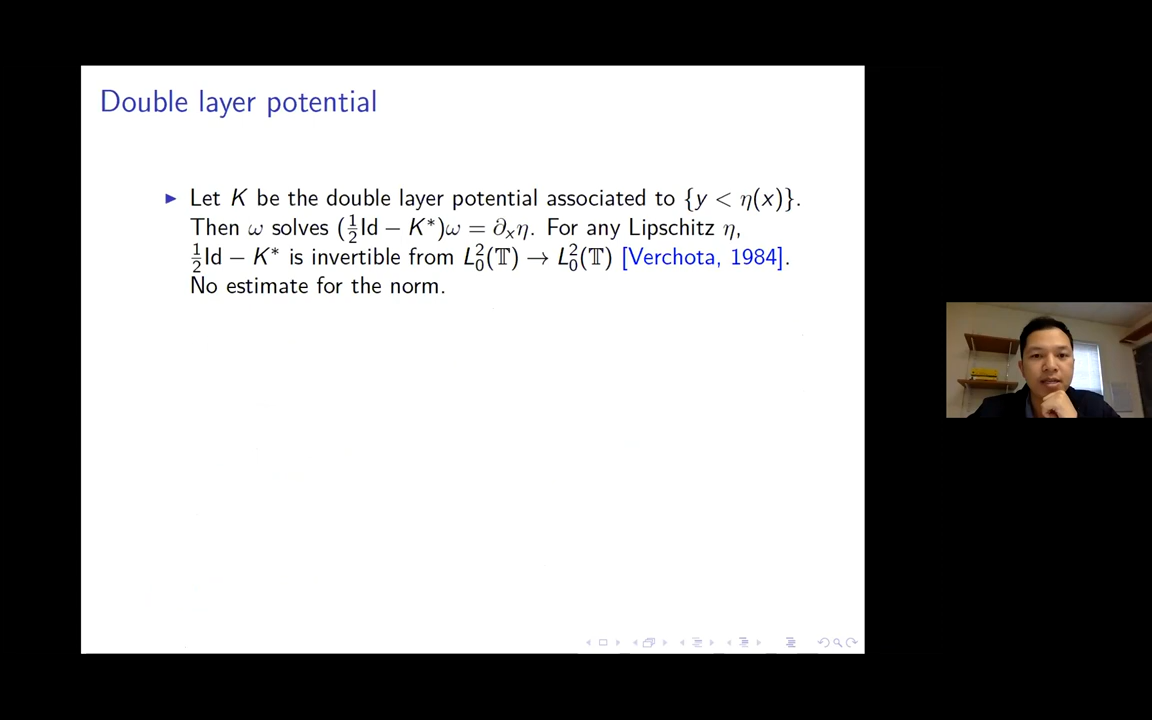 Double layer potential
▶ Let K be the double layer potential associated to {y < η(x)}.
Then ω solves (½Id − K*)ω = ∂ₓη. For any Lipschitz η,
½Id − K* is invertible from L²₀(𝕋) → L²₀(𝕋) [Verchota, 1984].
No estimate for the norm.